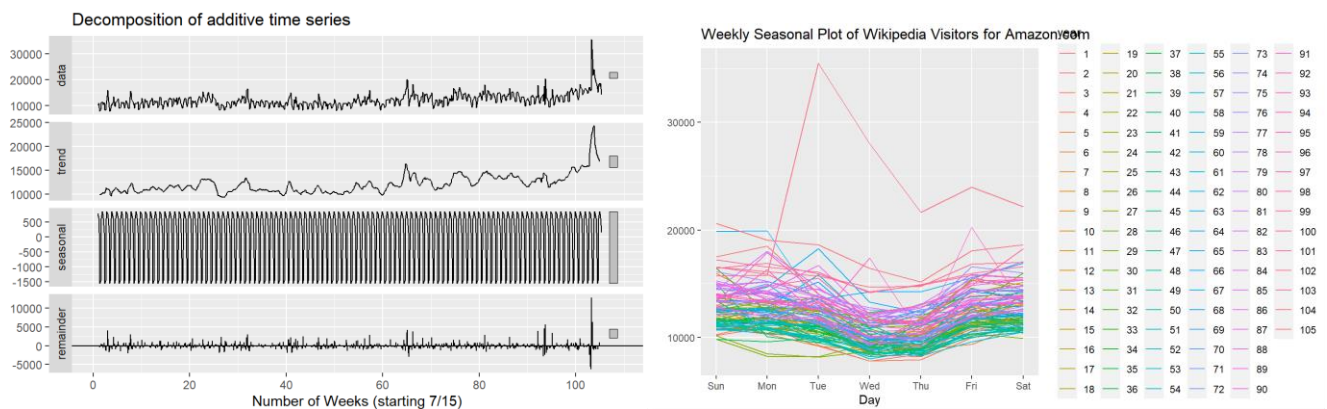 Decomposition of additive time series
data
30000
25000
20000
15000
10000
trend
25000
20000
15000
10000
seasonal
500
0
-500
-1000
-1500
remainder
10000
5000
0
-5000
0 20 40 60 80 100
Number of Weeks (starting 7/15)
Weekly Seasonal Plot of Wikipedia Visitors for Amazon.com
30000
20000
10000
Sun Mon Tue Wed Thu Fri Sat
Day
1 19 37 55 73 91
2 20 38 56 74 92
3 21 39 57 75 93
4 22 40 58 76 94
5 23 41 59 77 95
6 24 42 60 78 96
7 25 43 61 79 97
8 26 44 62 80 98
9 27 45 63 81 99
10 28 46 64 82 100
11 29 47 65 83 101
12 30 48 66 84 102
13 31 49 67 85 103
14 32 50 68 86 104
15 33 51 69 87 105
16 34 52 70 88
17 35 53 71 89
18 36 54 72 90